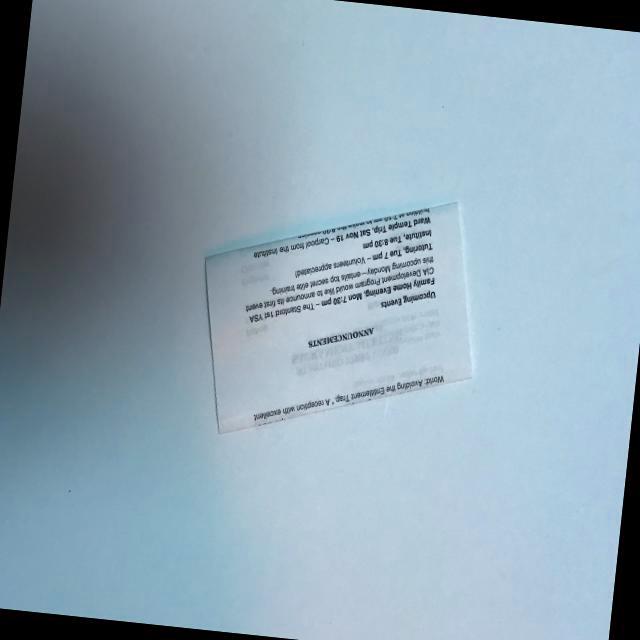 World: Avoiding the Entitlement Trap." A reception with excellent
ANNOUNCEMENTS
Upcoming Events
Family Home Evening, Mon 7:30 pm – The Stanford YSA
CIA Development Program would like to announce its first event
this upcoming Monday—entails top secret elite training.
Tutoring, Tue 7 pm – Volunteers appreciated
Institute, Tue 8:30 pm
Ward Temple Trip, Sat Nov 19 – Carpool from the Institute